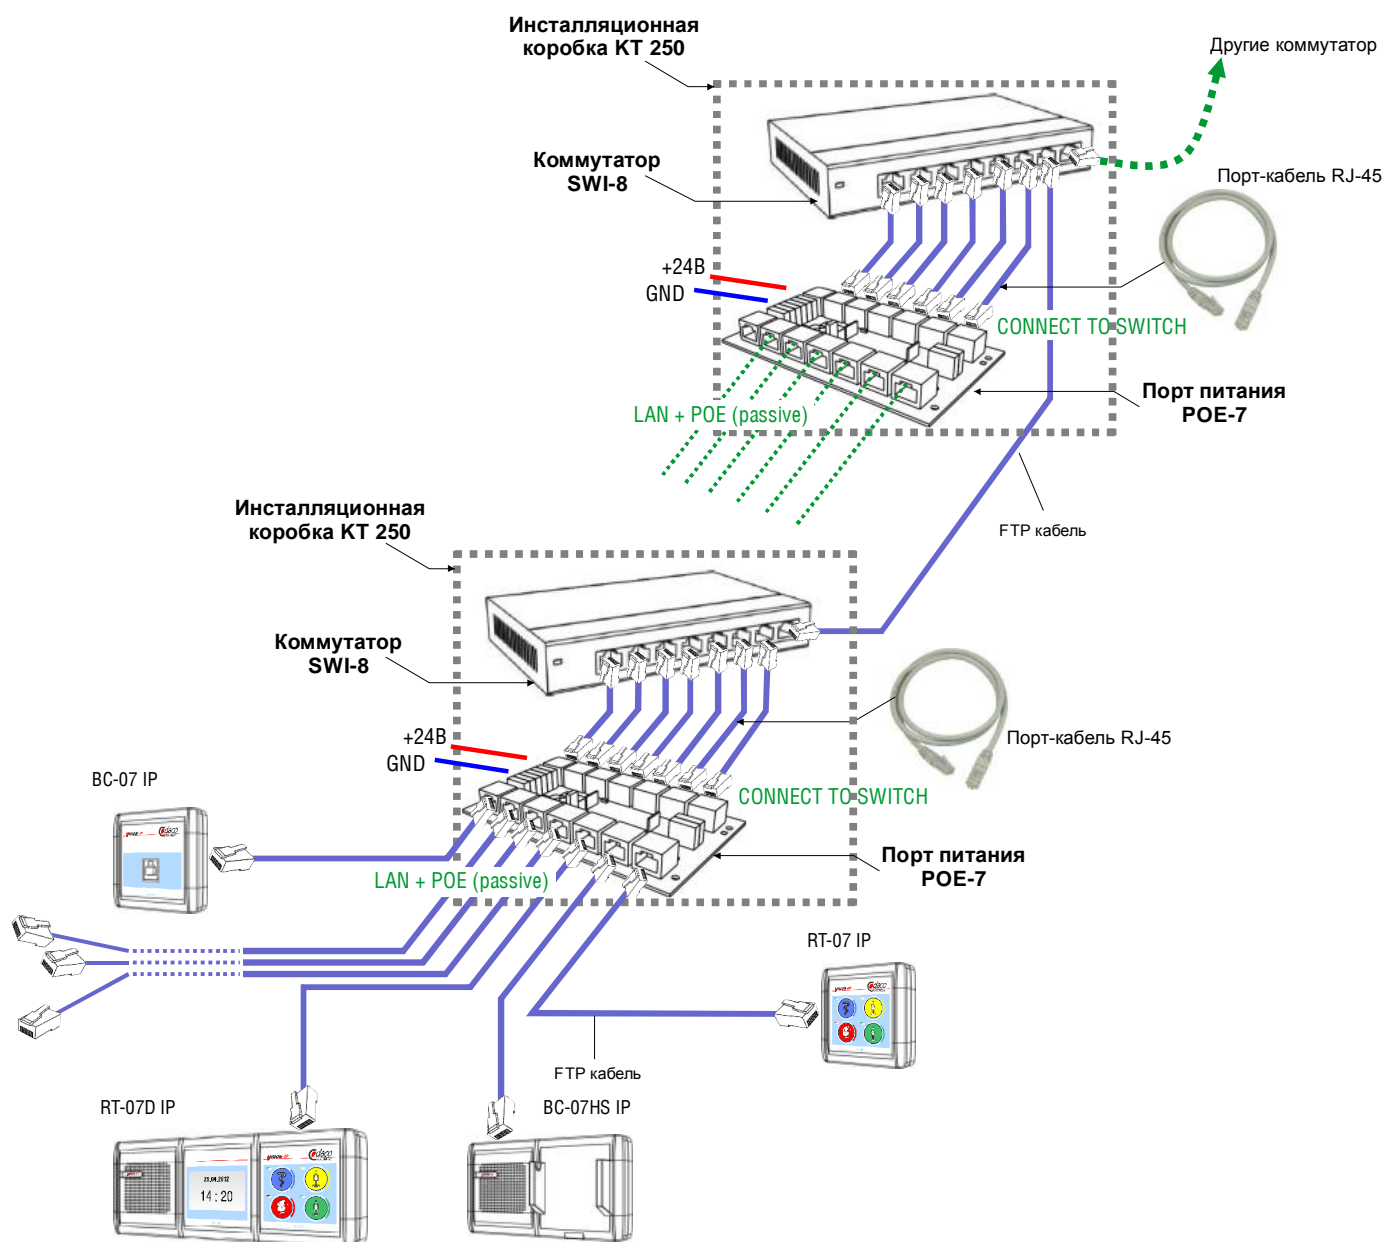 Инсталляционная
коробка KT 250
Другие коммутатор
Коммутатор
SWI-8
Порт-кабель RJ-45
+24В
GND
CONNECT TO SWITCH
Порт питания
POE-7
LAN + POE (passive)
FTP кабель
Инсталляционная
коробка KT 250
Коммутатор
SWI-8
Порт-кабель RJ-45
+24В
GND
CONNECT TO SWITCH
BC-07 IP
Порт питания
POE-7
LAN + POE (passive)
RT-07 IP
FTP кабель
RT-07D IP
BC-07HS IP
14 : 20